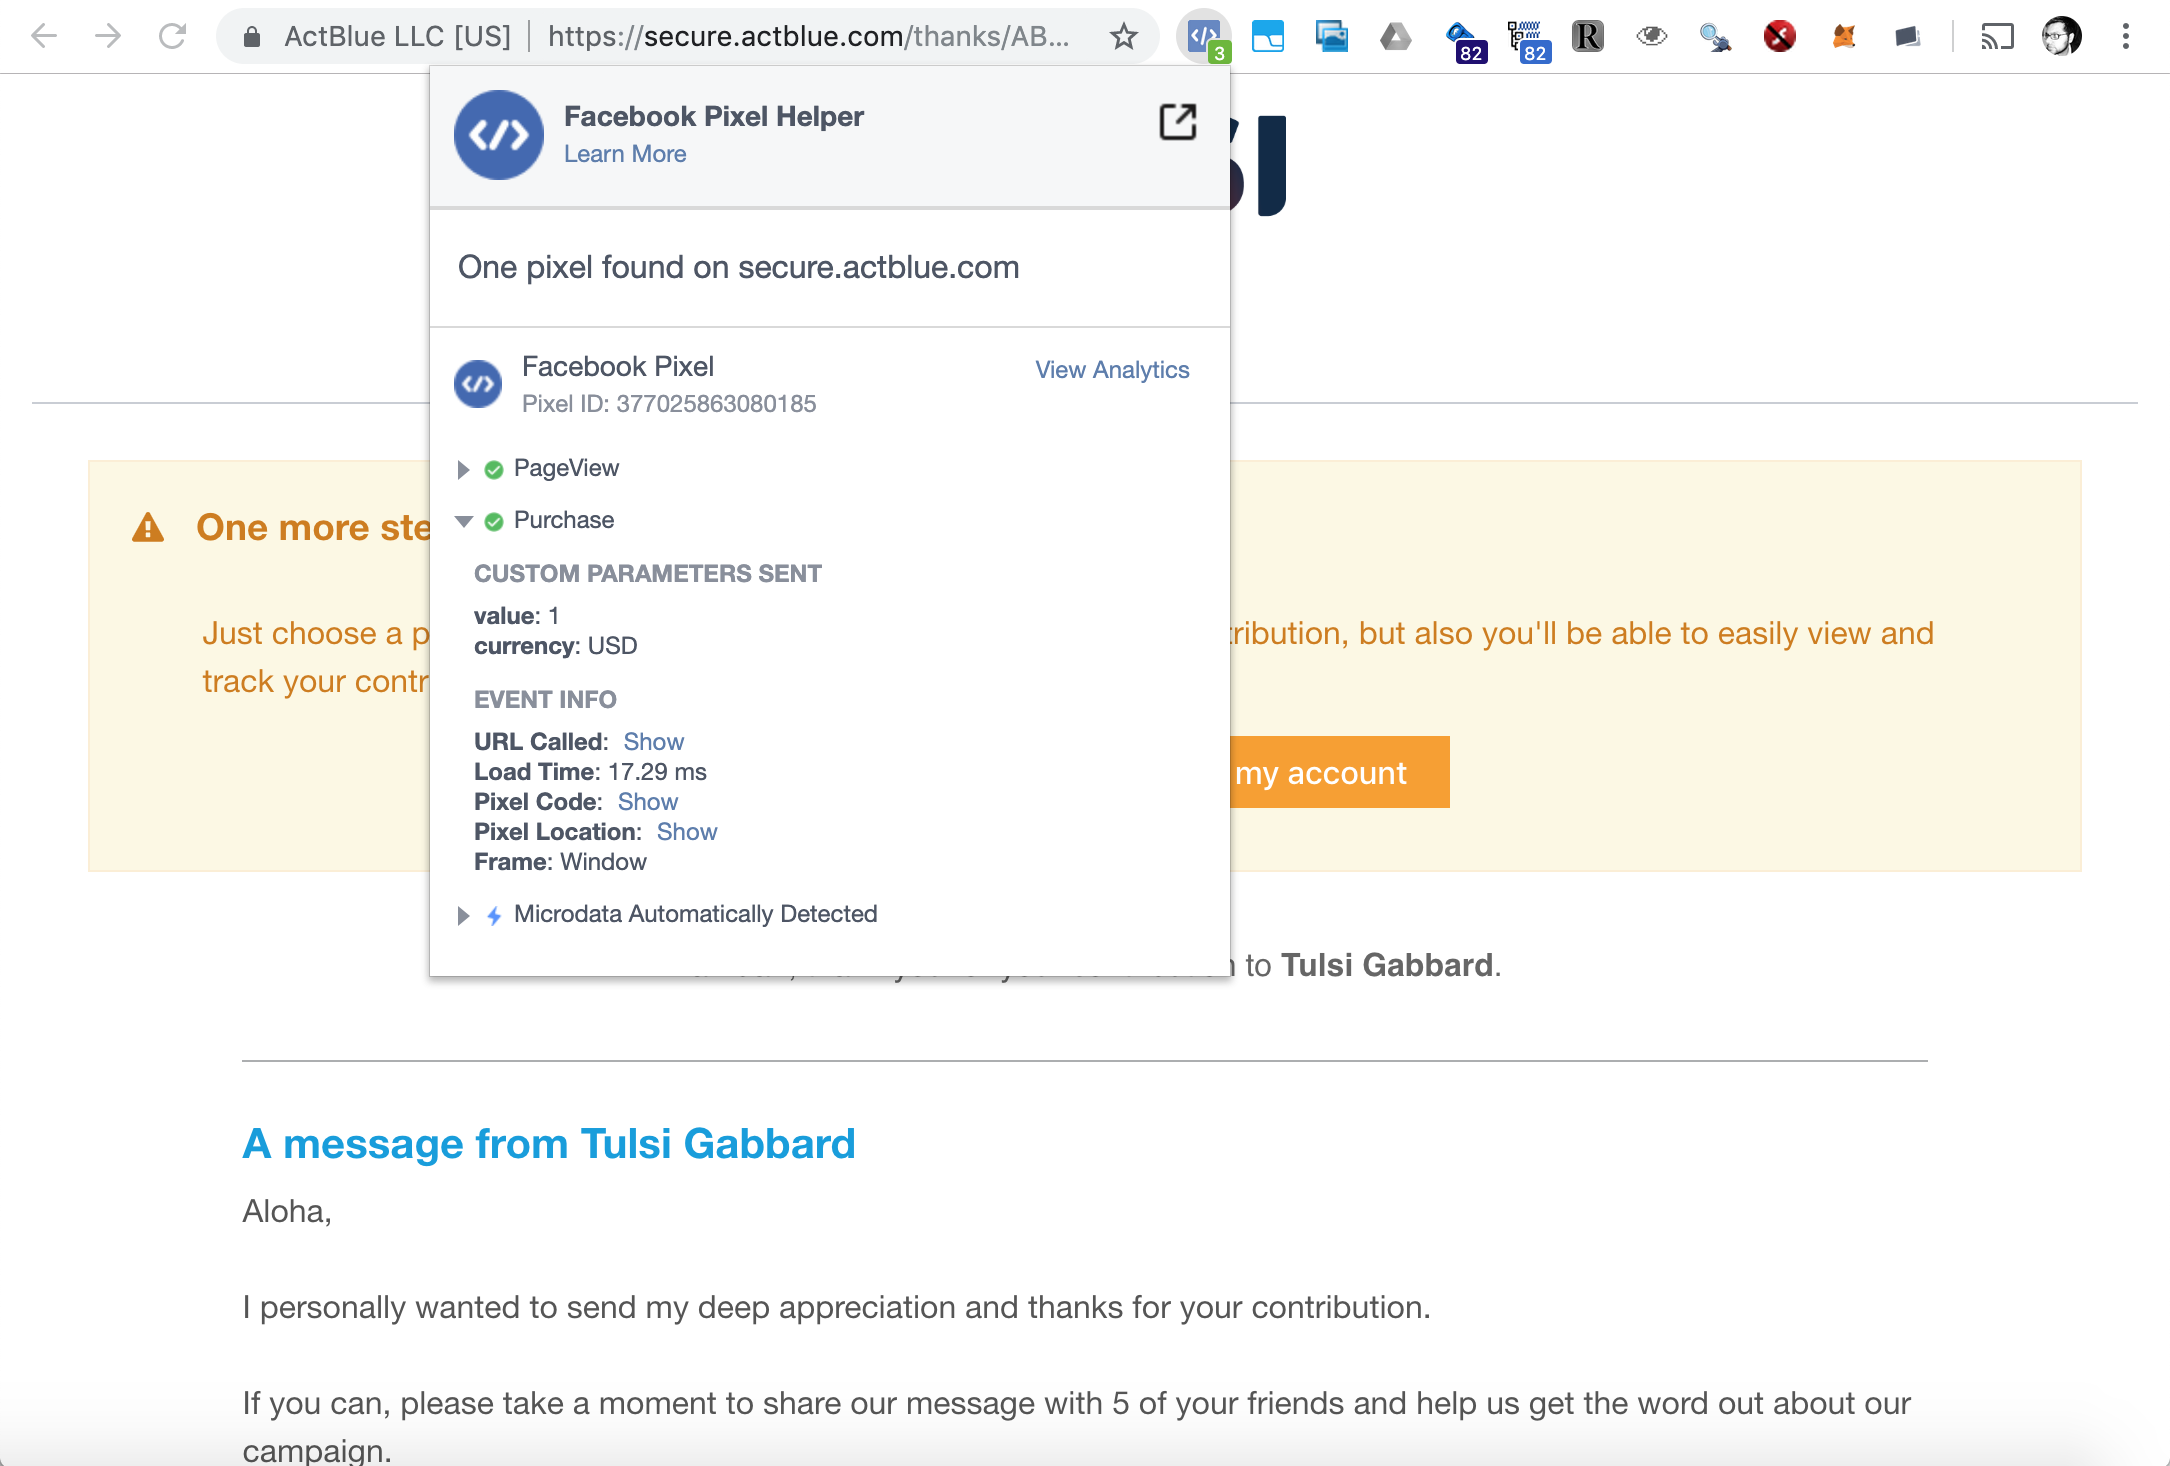 ActBlue LLC [US] | https://secure.actblue.com/thanks/AB...
3
82
82
R
Facebook Pixel Helper
Learn More
One pixel found on secure.actblue.com
Facebook Pixel
View Analytics
Pixel ID: 377025863080185
PageView
Purchase
CUSTOM PARAMETERS SENT
value: 1
currency: USD
EVENT INFO
URL Called: Show
Load Time: 17.29 ms
Pixel Code: Show
Pixel Location: Show
Frame: Window
Microdata Automatically Detected
One more ste
Just choose a p
ribution, but also you'll be able to easily view and
track your contr
my account
to Tulsi Gabbard.
A message from Tulsi Gabbard
Aloha,
I personally wanted to send my deep appreciation and thanks for your contribution.
If you can, please take a moment to share our message with 5 of your friends and help us get the word out about our
campaign.